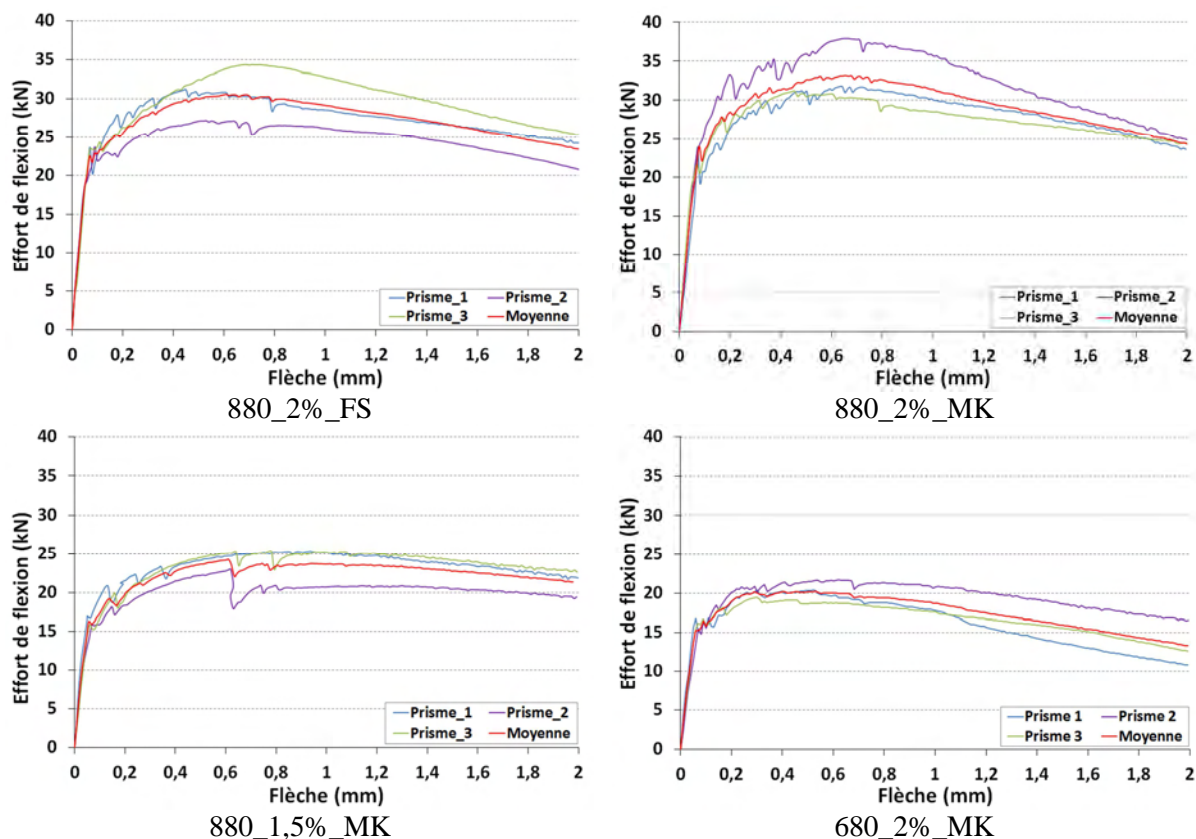 Effort de flexion (kN)
40
35
30
25
20
15
10
5
0
Prisme_1 Prisme_2
Prisme_3 Moyenne
0 0,2 0,4 0,6 0,8 1 1,2 1,4 1,6 1,8 2
Flèche (mm)
880_2%_FS
Effort de flexion (kN)
40
35
30
25
20
15
10
5
0
Prisme_1 Prisme_2
Prisme_3 Moyenne
0 0,2 0,4 0,6 0,8 1 1,2 1,4 1,6 1,8 2
Flèche (mm)
880_2%_MK
Effort de flexion (kN)
40
35
30
25
20
15
10
5
0
Prisme_1 Prisme_2
Prisme_3 Moyenne
0 0,2 0,4 0,6 0,8 1 1,2 1,4 1,6 1,8 2
Flèche (mm)
880_1,5%_MK
Effort de flexion (kN)
40
35
30
25
20
15
10
5
0
Prisme 1 Prisme 2
Prisme 3 Moyenne
0 0,2 0,4 0,6 0,8 1 1,2 1,4 1,6 1,8 2
Flèche (mm)
680_2%_MK